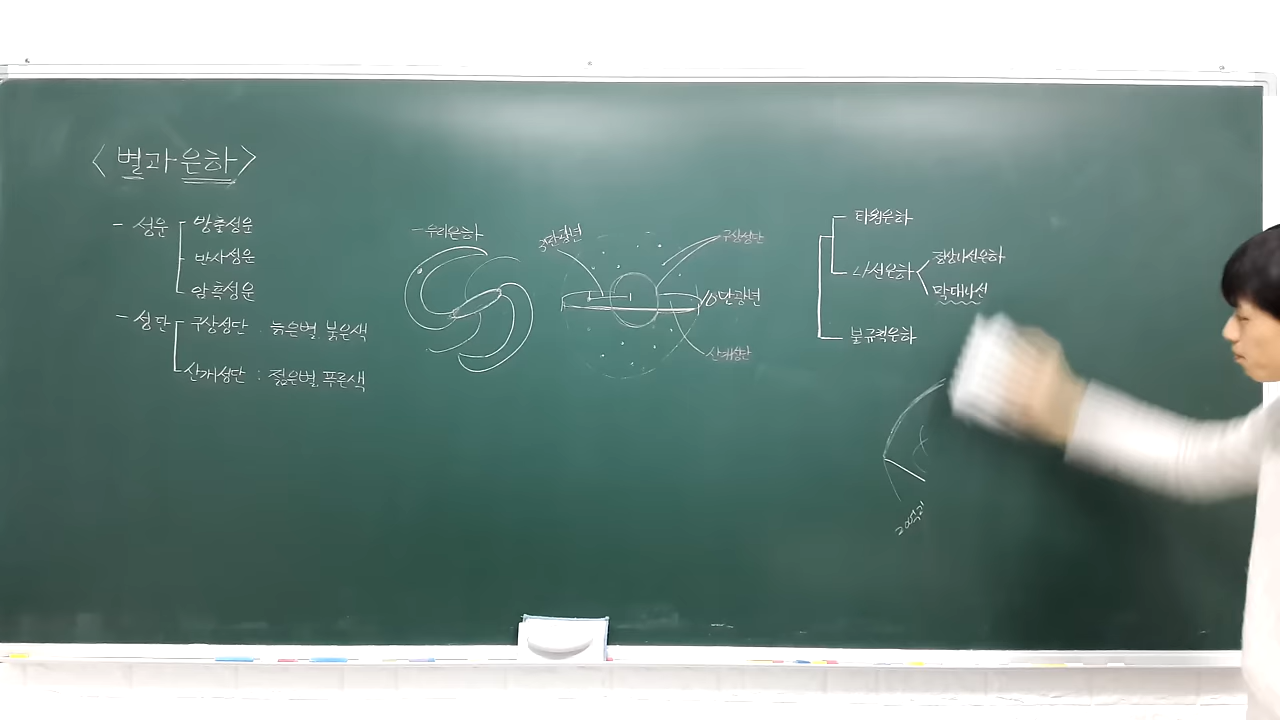 <별과 은하>
- 성운
방출성운
반사성운
암흑성운
- 성단
구상성단 : 늙은별, 붉은색
산개성단 : 젊은별, 푸른색
- 우리은하
3만광년
구상성단
10만광년
산개성단
타원은하
나선은하
정상나선은하
막대나선
불규칙은하